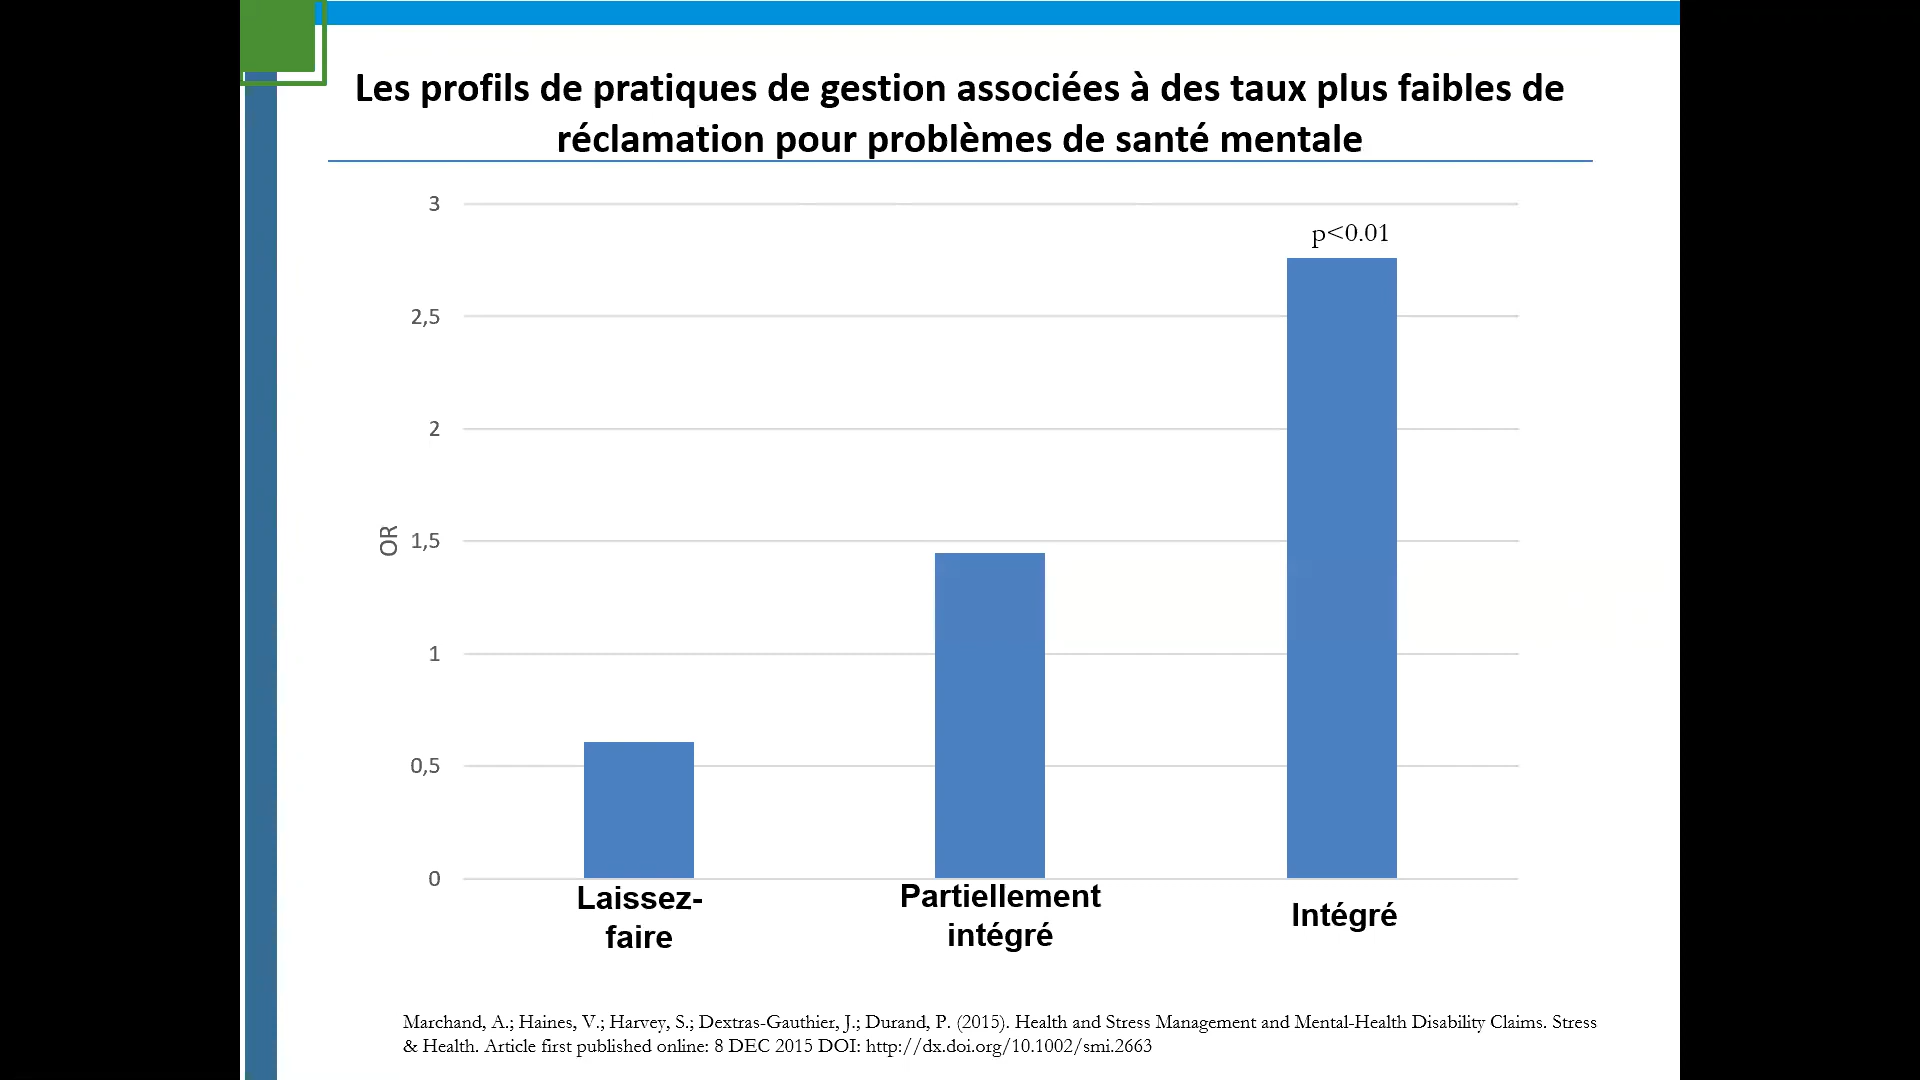 Les profils de pratiques de gestion associées à des taux plus faibles de
réclamation pour problèmes de santé mentale
3
p<0.01
2,5
2
OR
1,5
1
0,5
0
Laissez-
faire
Partiellement
intégré
Intégré
Marchand, A.; Haines, V.; Harvey, S.; Dextras-Gauthier, J.; Durand, P. (2015). Health and Stress Management and Mental-Health Disability Claims. Stress
& Health. Article first published online: 8 DEC 2015 DOI: http://dx.doi.org/10.1002/smi.2663